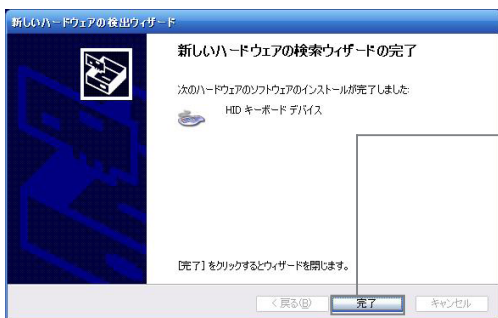 新しいハードウェアの検出ウィザード
新しいハードウェアの検索ウィザードの完了
次のハードウェアのソフトウェアのインストールが完了しました:
HID キーボード デバイス
[完了] をクリックするとウィザードを閉じます。
< 戻る(B)
完了
キャンセル